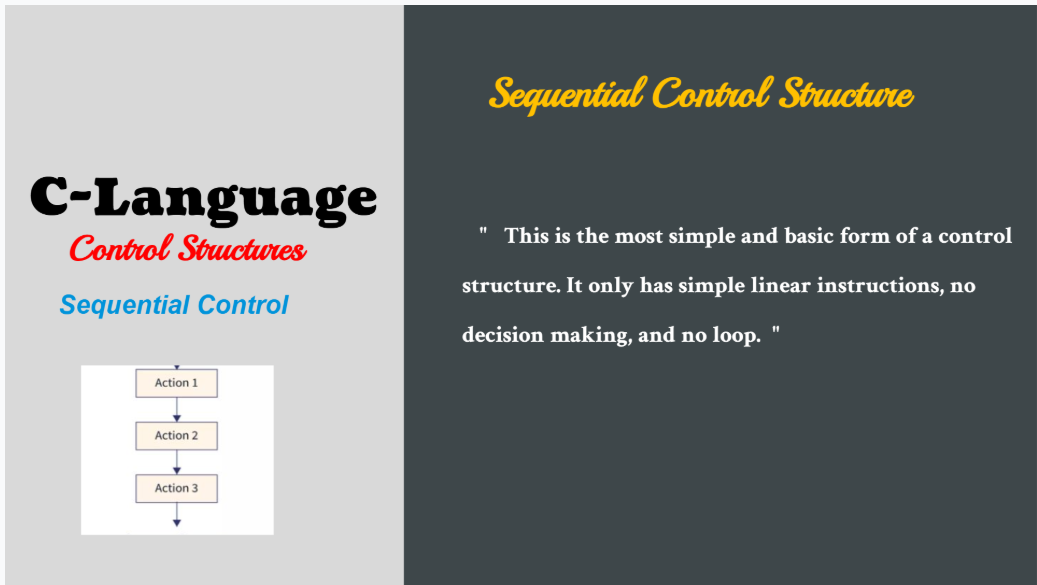 C-Language
Control Structures
Sequential Control
Action 1
Action 2
Action 3
Sequential Control Structure
" This is the most simple and basic form of a control
structure. It only has simple linear instructions, no
decision making, and no loop. "